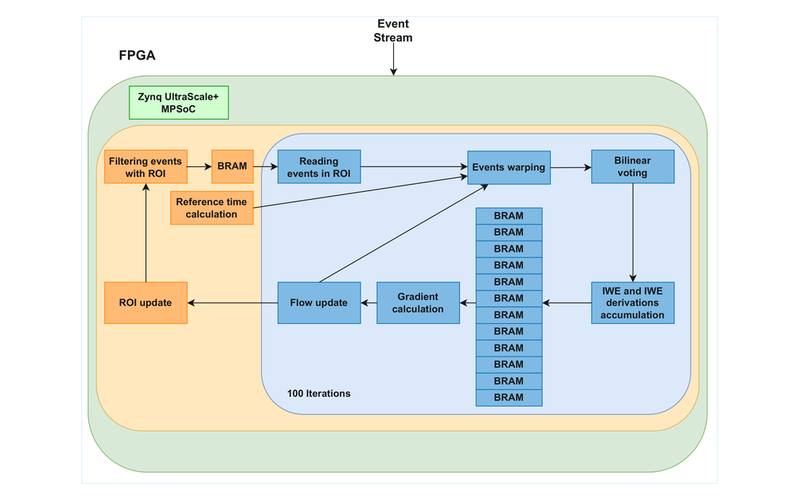 Event
Stream
FPGA
Zynq UltraScale+
MPSoC
Filtering events
with ROI
BRAM
Reading
events in ROI
Events warping
Bilinear
voting
Reference time
calculation
BRAM
BRAM
BRAM
BRAM
BRAM
BRAM
BRAM
BRAM
BRAM
BRAM
BRAM
BRAM
ROI update
Flow update
Gradient
calculation
IWE and IWE
derivations
accumulation
100 Iterations